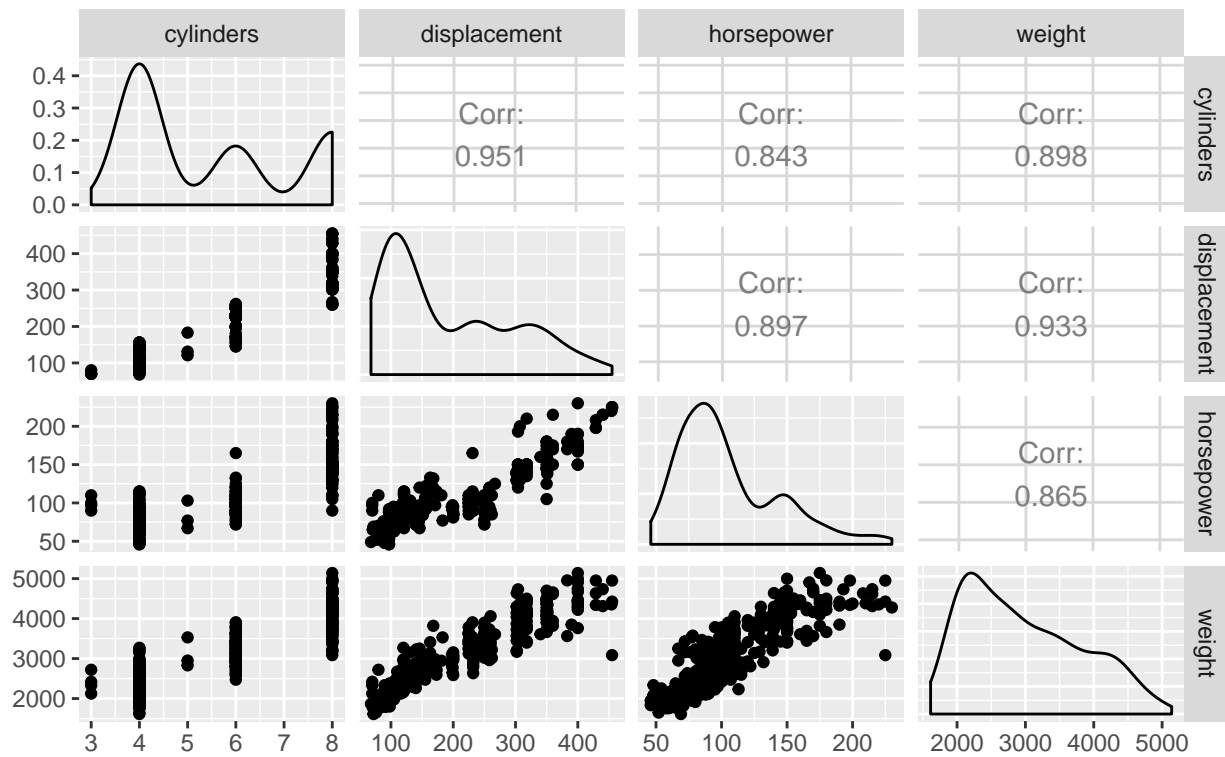 cylinders displacement horsepower weight
0.4
0.3
0.2
0.1
0.0
Corr:
0.951
Corr:
0.843
Corr:
0.898
cylinders
400
300
200
100
Corr:
0.897
Corr:
0.933
displacement
200
150
100
50
Corr:
0.865
horsepower
5000
4000
3000
2000
weight
3 4 5 6 7 8 100 200 300 400 50 100 150 200 2000 3000 4000 5000